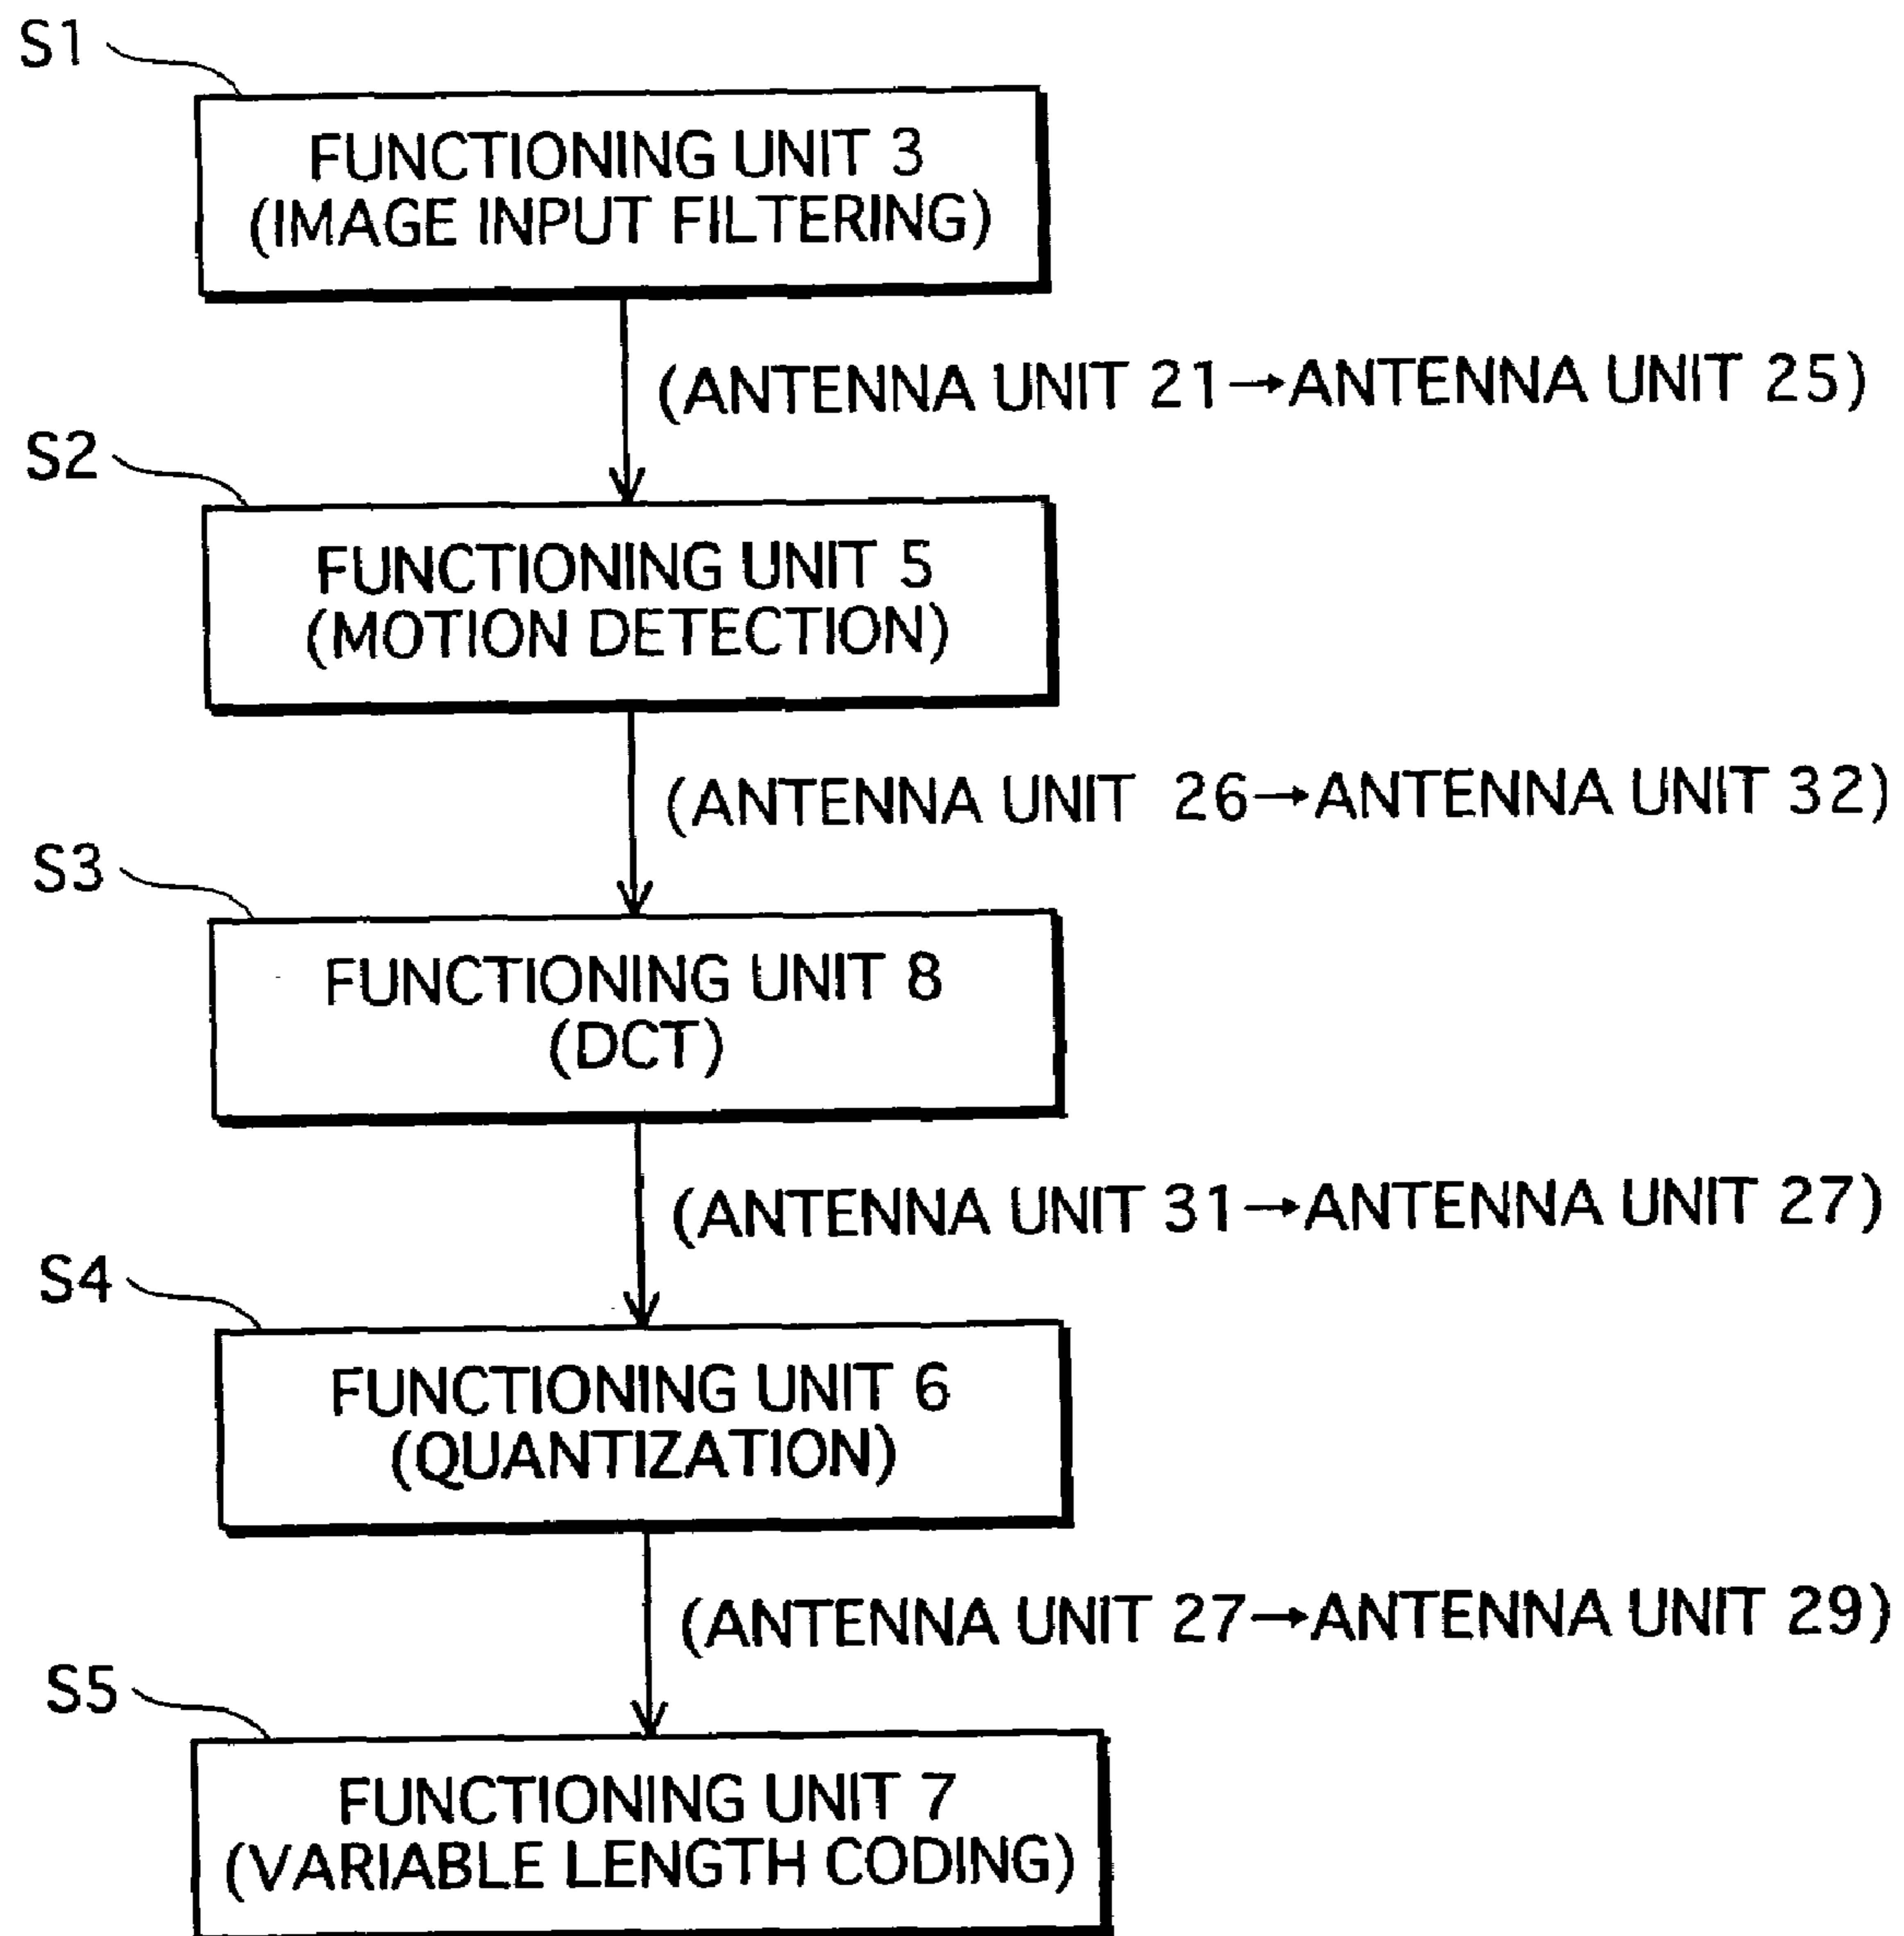 S1
FUNCTIONING UNIT 3
(IMAGE INPUT FILTERING)
(ANTENNA UNIT 21→ANTENNA UNIT 25)
S2
FUNCTIONING UNIT 5
(MOTION DETECTION)
(ANTENNA UNIT 26→ANTENNA UNIT 32)
S3
FUNCTIONING UNIT 8
(DCT)
(ANTENNA UNIT 31→ANTENNA UNIT 27)
S4
FUNCTIONING UNIT 6
(QUANTIZATION)
(ANTENNA UNIT 27→ANTENNA UNIT 29)
S5
FUNCTIONING UNIT 7
(VARIABLE LENGTH CODING)